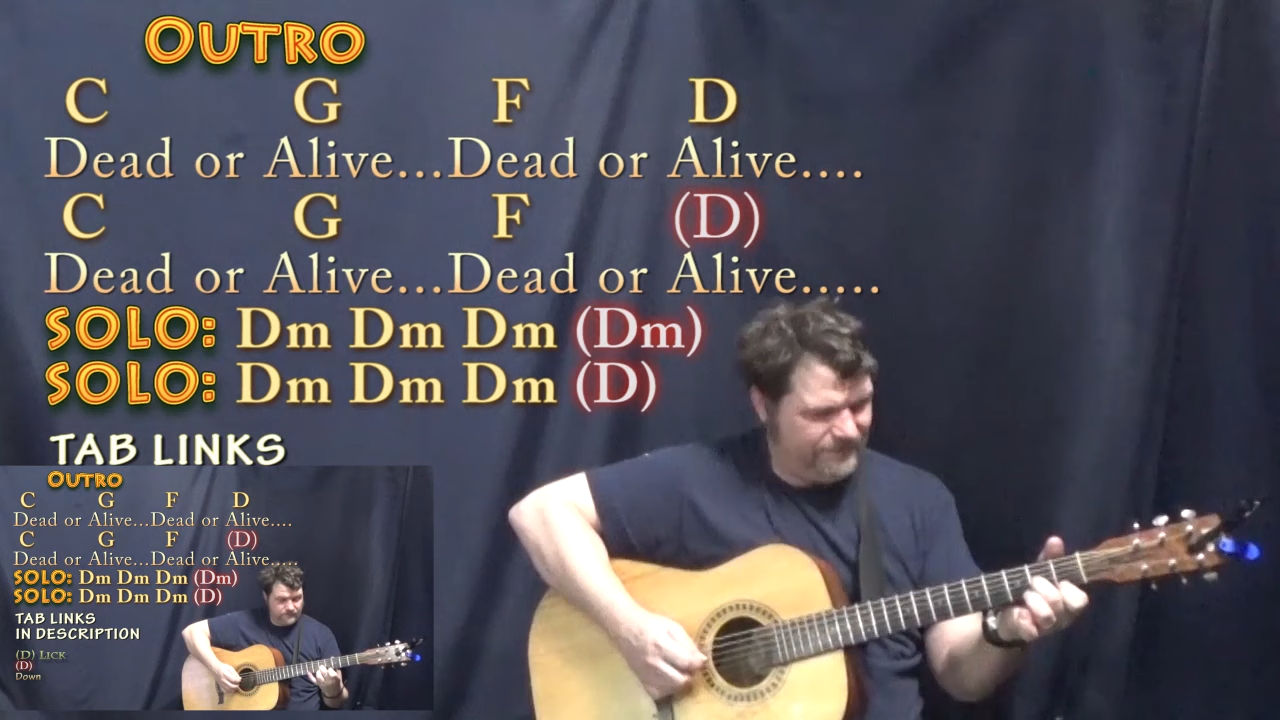 OUTRO
C G F D
Dead or Alive...Dead or Alive....
C G F (D)
Dead or Alive...Dead or Alive.....
SOLO: Dm Dm Dm (Dm)
SOLO: Dm Dm Dm (D)
TAB LINKS
OUTRO
C G F D
Dead or Alive...Dead or Alive....
C G F (D)
Dead or Alive...Dead or Alive.....
SOLO: Dm Dm Dm (Dm)
SOLO: Dm Dm Dm (D)
TAB LINKS
IN DESCRIPTION
(D) LICK
(D)
Down